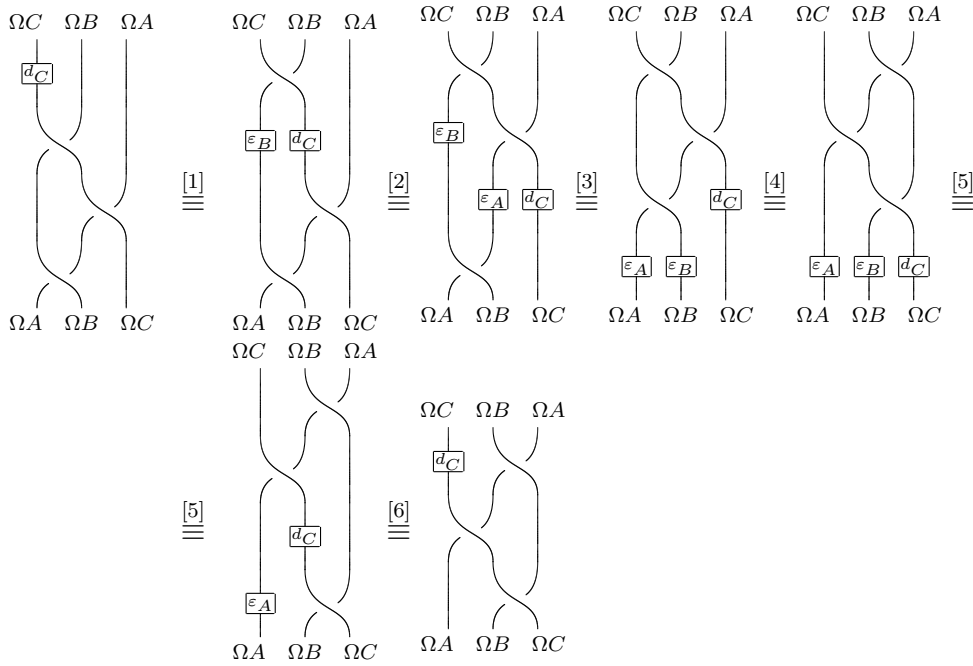 ΩC ΩB ΩA ΩC ΩB ΩA ΩC ΩB ΩA ΩC ΩB ΩA ΩC ΩB ΩA
d_C
ε_B d_C ε_B
[1] [2] ε_A d_C [3] d_C [4] [5]
≡ ≡ ≡ ≡ ≡
ε_A ε_B ε_A ε_B d_C
ΩA ΩB ΩC ΩA ΩB ΩC ΩA ΩB ΩC ΩA ΩB ΩC ΩA ΩB ΩC
ΩC ΩB ΩA
ΩC ΩB ΩA
d_C
[5] d_C [6]
≡ ≡
ε_A
ΩA ΩB ΩC ΩA ΩB ΩC